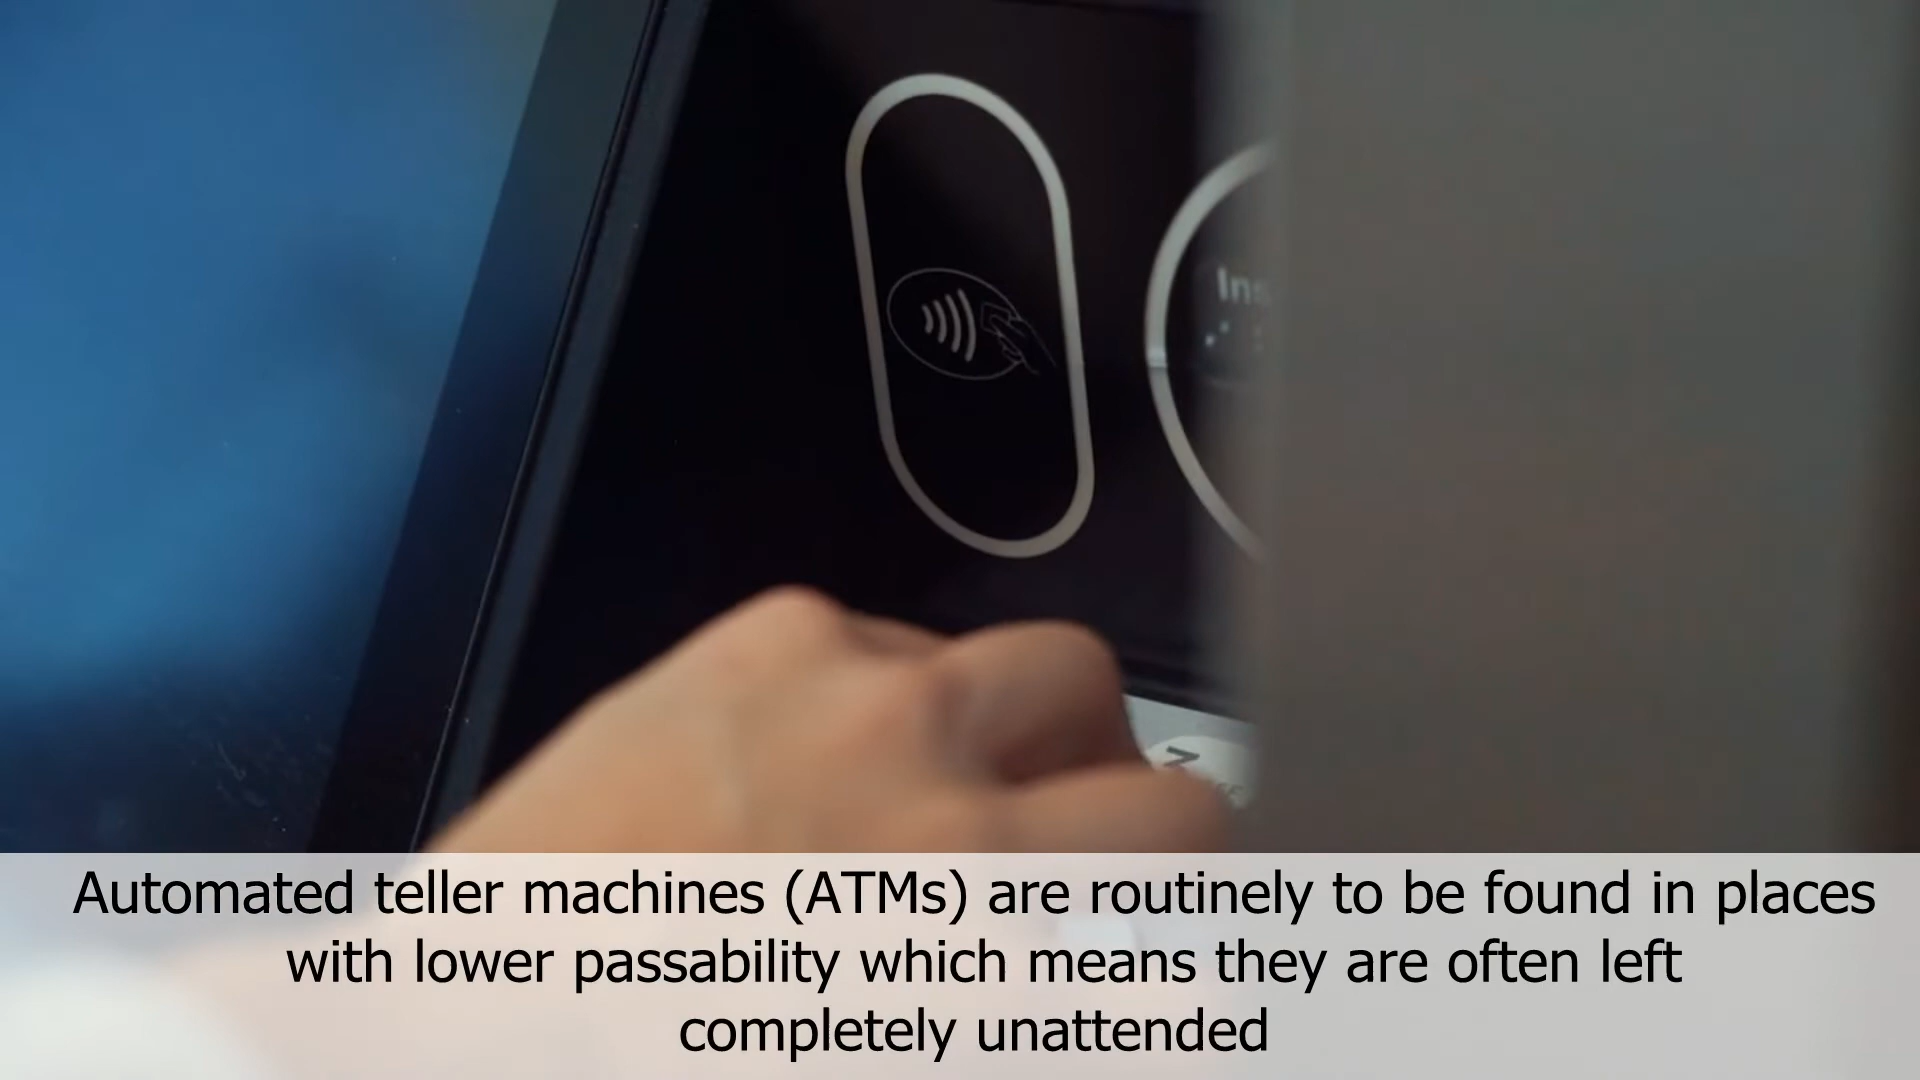 Ins
Automated teller machines (ATMs) are routinely to be found in places
with lower passability which means they are often left
completely unattended